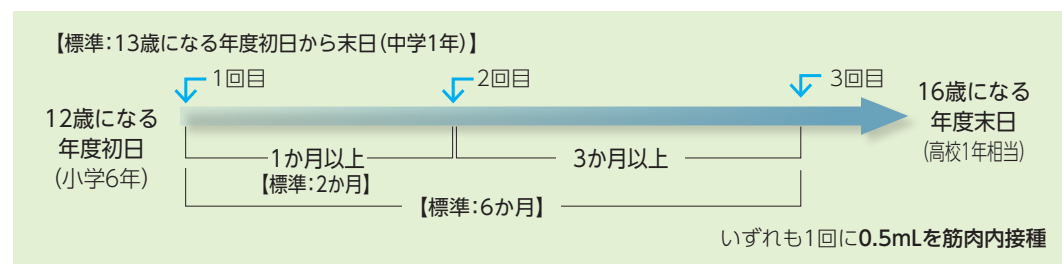 【標準:13歳になる年度初日から末日(中学1年)】
1回目
2回目
3回目
12歳になる
年度初日
(小学6年)
16歳になる
年度末日
(高校1年相当)
1か月以上
【標準:2か月】
3か月以上
【標準:6か月】
いずれも1回に0.5mLを筋肉内接種